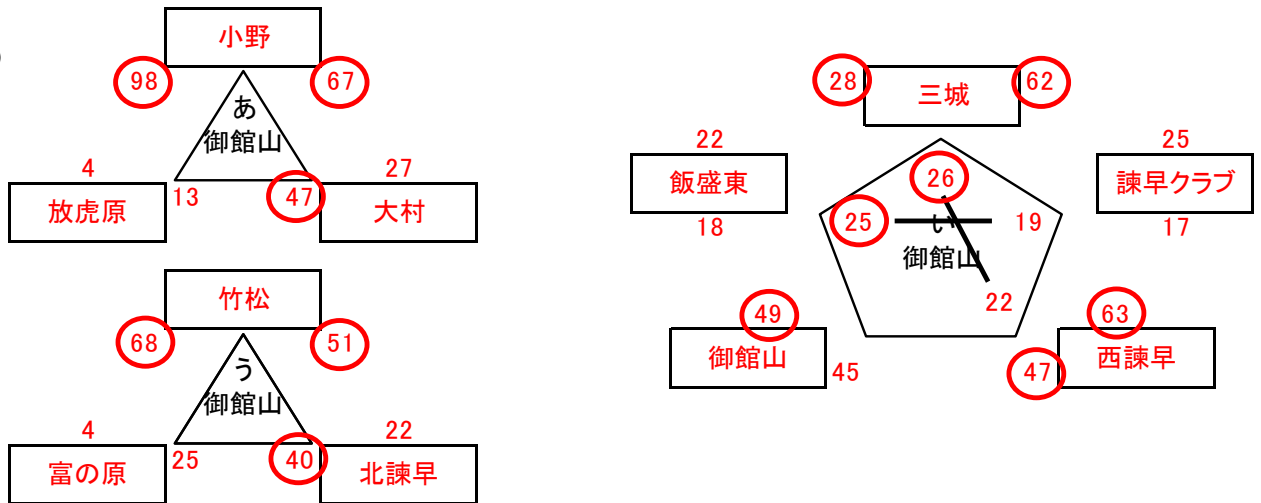 小野
98
67
あ
御館山
4
27
放虎原
13
47
大村
竹松
68
51
う
御館山
4
22
富の原
25
40
北諫早
28
三城
62
22
25
飯盛東
26
諫早クラブ
18
25
い
19
17
御館山
22
49
63
御館山
45
47
西諫早